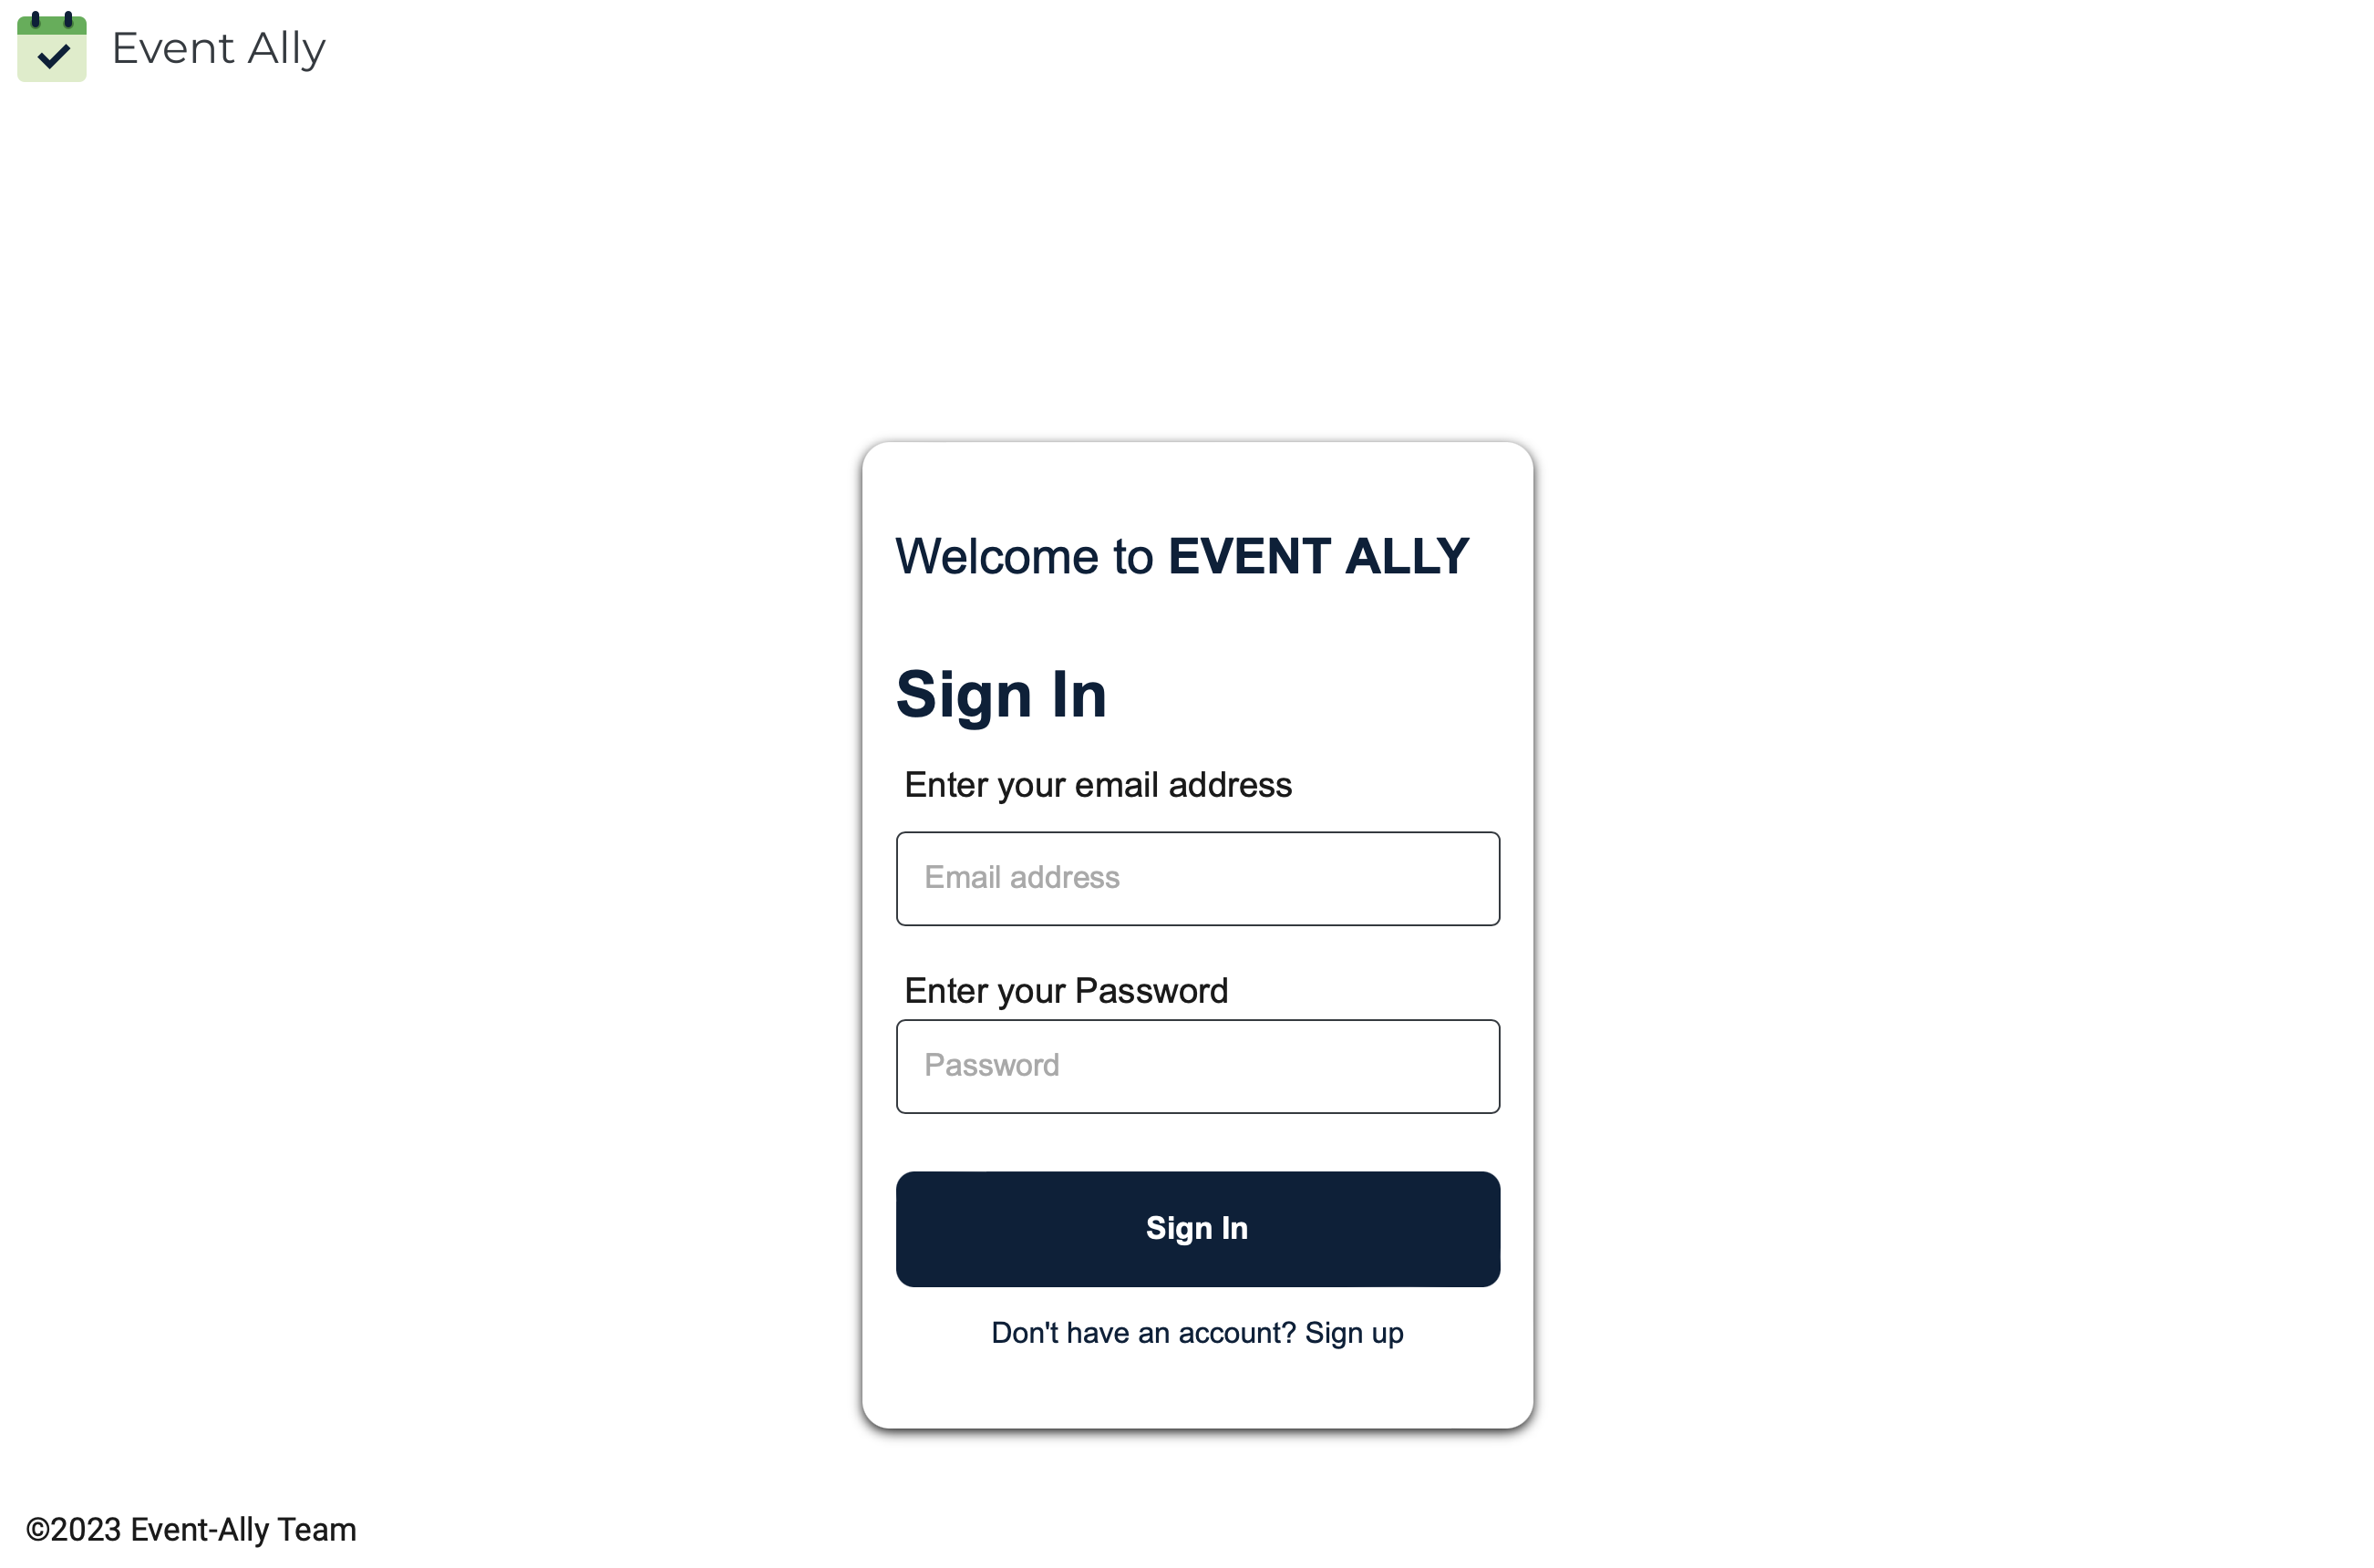 Event Ally
Welcome to EVENT ALLY
Sign In
Enter your email address
Email address
Enter your Password
Password
Sign In
Don't have an account? Sign up
©2023 Event-Ally Team